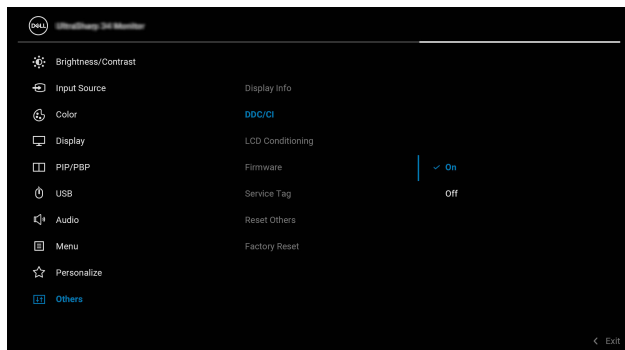 DELL
Brightness/Contrast
Input Source
Display Info
Color
DDC/CI
Display
LCD Conditioning
PIP/PBP
Firmware
On
USB
Service Tag
Off
Audio
Reset Others
Menu
Factory Reset
Personalize
Others
Exit